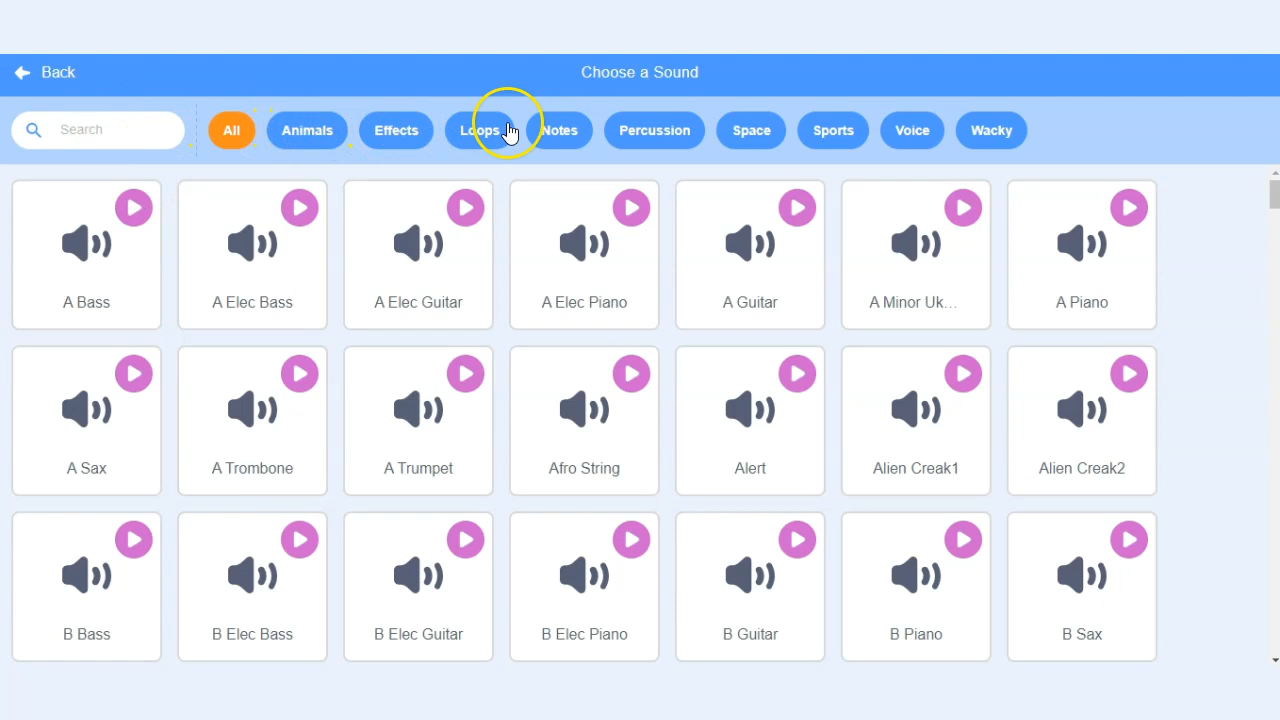 Back
Choose a Sound
Search
All
Animals
Effects
Loops
Notes
Percussion
Space
Sports
Voice
Wacky
A Bass
A Elec Bass
A Elec Guitar
A Elec Piano
A Guitar
A Minor Uk...
A Piano
A Sax
A Trombone
A Trumpet
Afro String
Alert
Alien Creak1
Alien Creak2
B Bass
B Elec Bass
B Elec Guitar
B Elec Piano
B Guitar
B Piano
B Sax